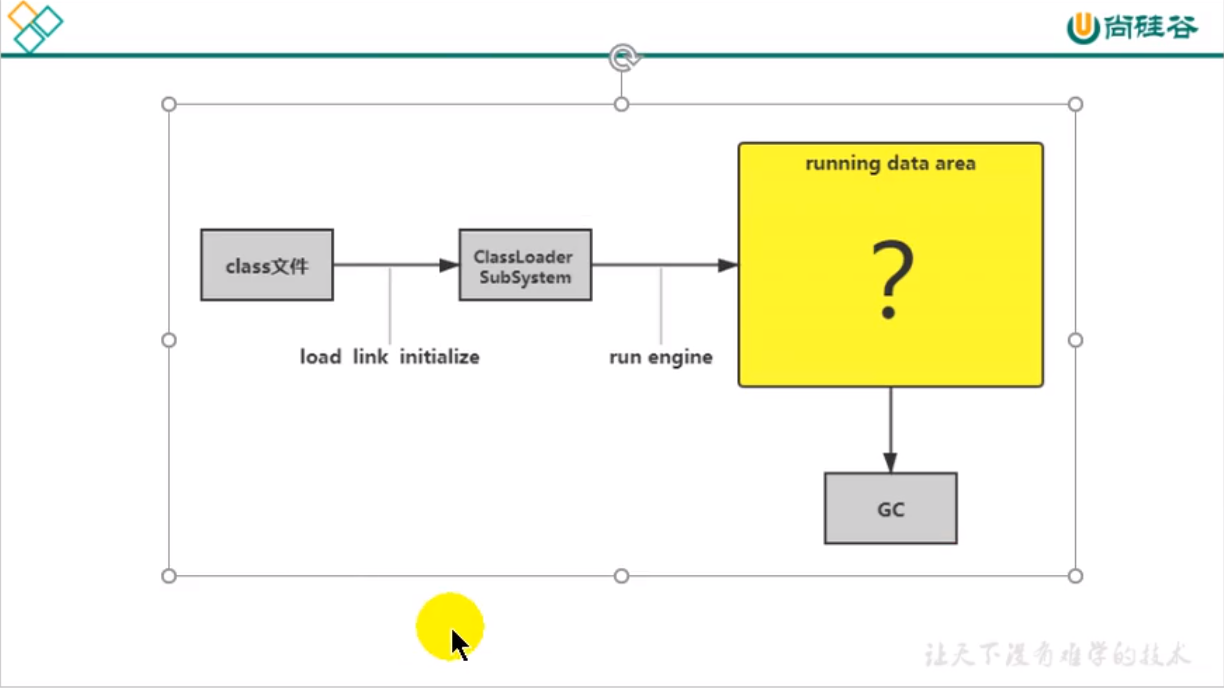 尚硅谷
running data area
?
class文件
ClassLoader
SubSystem
load link initialize
run engine
GC
让天下没有难学的技术